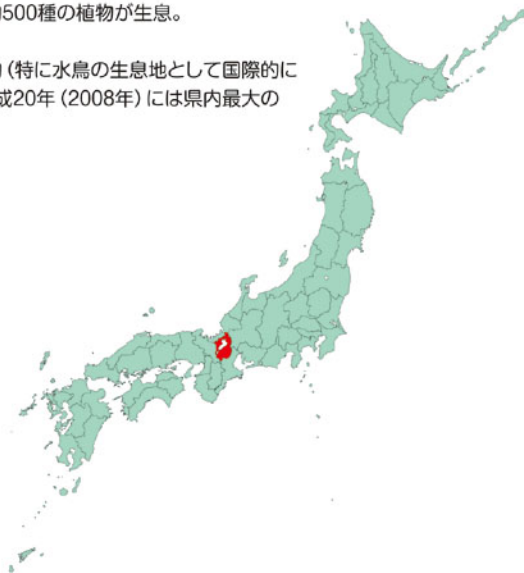 500種の植物が生息。
(特に水鳥の生息地として国際的に
成20年(2008年)には県内最大の